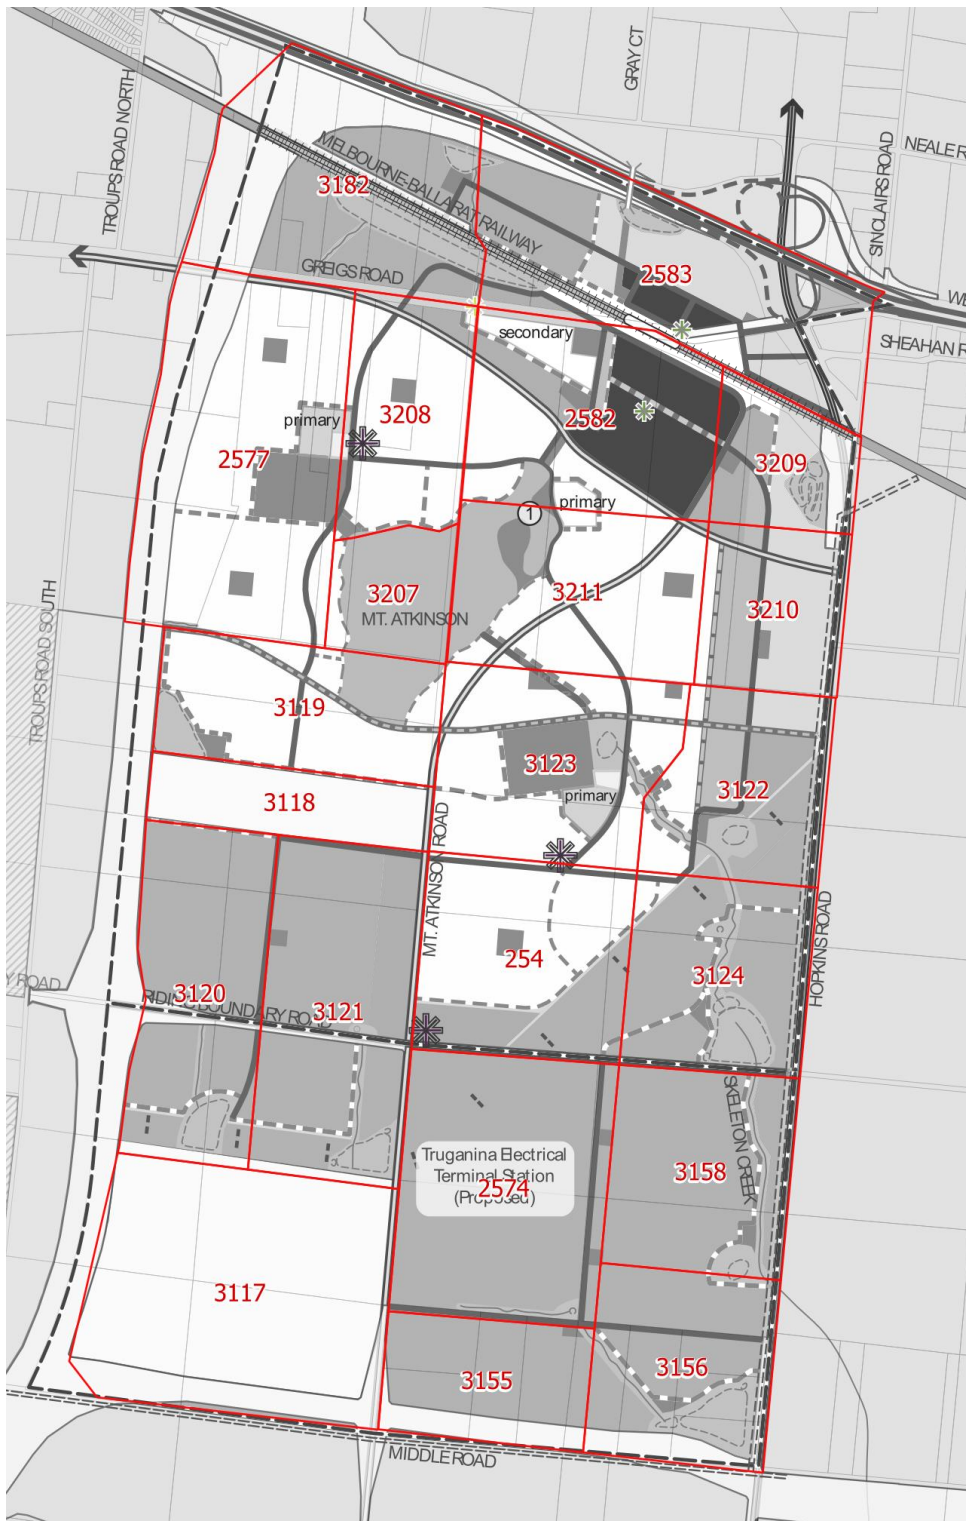 GRAY CT
TROUPS ROAD NORTH
SINCLAIRS ROAD
NEALE R
MELBOURNE-BALLARAT RAILWAY
3182
GREIGS ROAD
2583
WE
SHEAHAN R
secondary
3208
2582
primary
2577
3209
primary
1
3207
3211
MT. ATKINSON
3210
TROUPS ROAD SOUTH
3119
3123
3122
3118
primary
MT. ATKINSON ROAD
HOPKINS ROAD
254
3124
Y ROAD
3120
3121
SKELETON CREEK
Truganina Electrical
Terminal Station
2574
3158
3117
3155
3156
MIDDLE ROAD